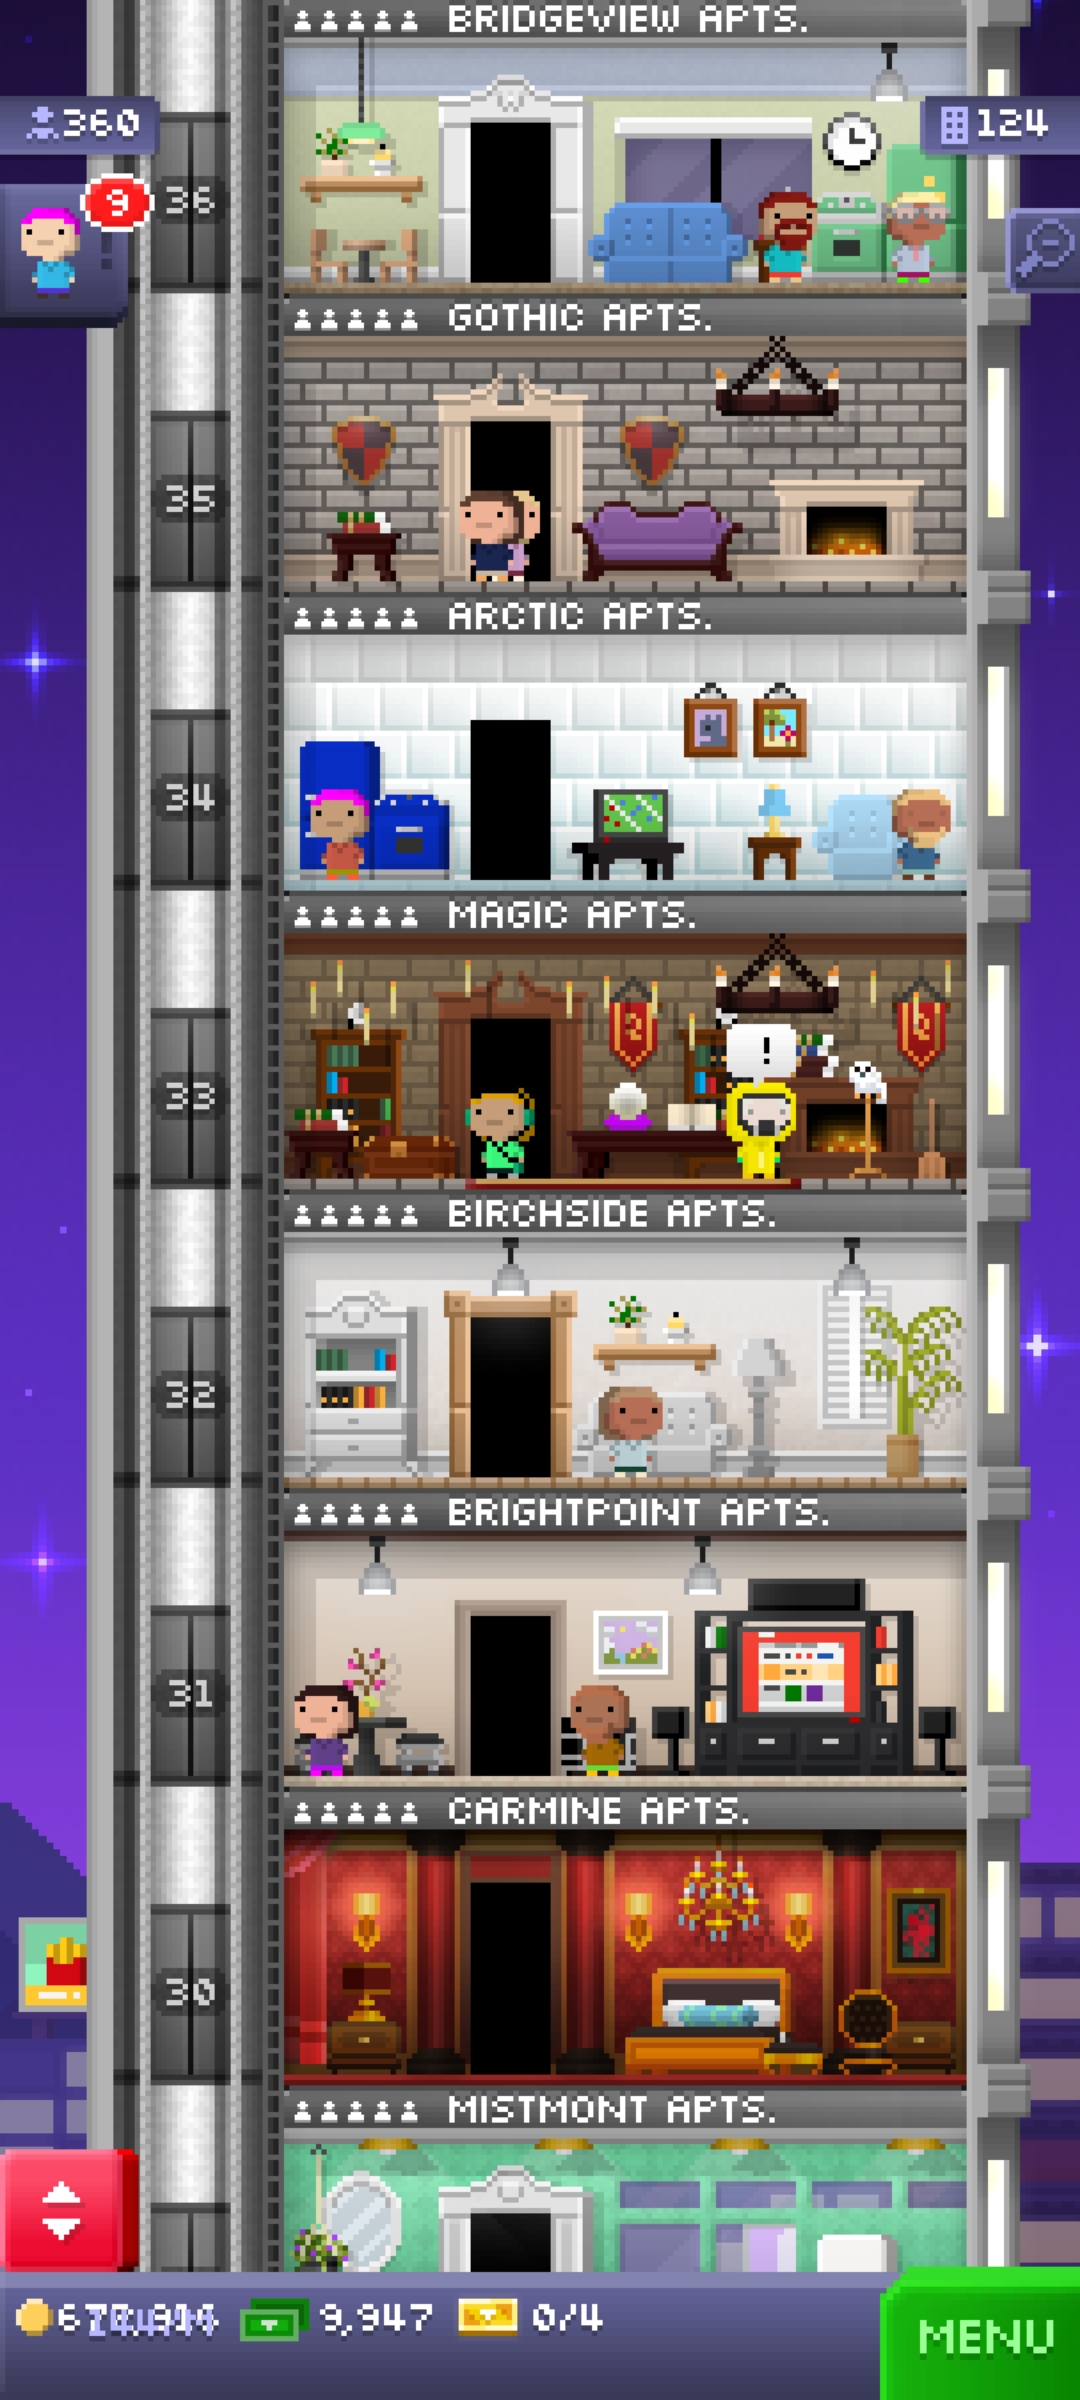 BRIDGEVIEW APTS.
360
124
9
36
GOTHIC APTS.
35
ARCTIC APTS.
34
MAGIC APTS.
!
33
BIRCHSIDE APTS.
32
BRIGHTPOINT APTS.
31
CARMINE APTS.
30
MISTMONT APTS.
9,947
0/4
MENU